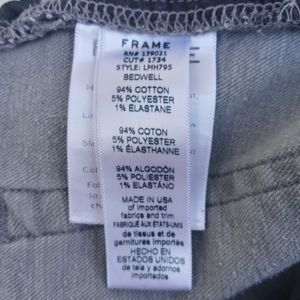 FRAME
RN# 139021
CUT# 1734
STYLE: LMH795
BEDWELL
94% COTTON
5% POLYESTER
1% ELASTANE
94% COTON
5% POLYESTER
1% ÉLASTHANNE
94% ALGODÓN
5% POLIESTER
1% ELASTÁNO
MADE IN USA
of imported
fabrics and trim
FABRIQUÉ AUX
ÉTATS-UNIS
de tissus et de
garnitures importés
HECHO EN
ESTADOS UNIDOS
de tela y adornos
importados